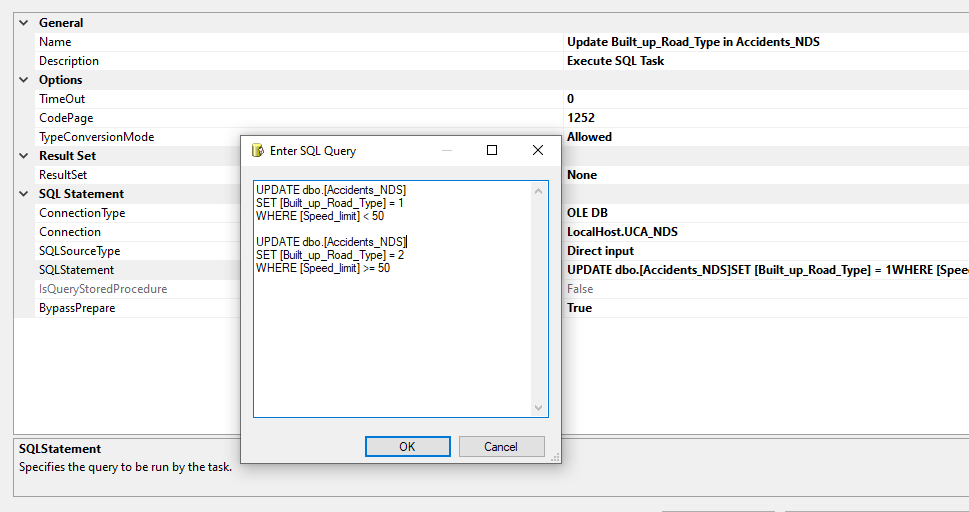 General
Name Update Built_up_Road_Type in Accidents_NDS
Description Execute SQL Task
Options
TimeOut 0
CodePage 1252
TypeConversionMode Allowed
Result Set
ResultSet None
SQL Statement
ConnectionType OLE DB
Connection LocalHost.UCA_NDS
SQLSourceType Direct input
SQLStatement UPDATE dbo.[Accidents_NDS]SET [Built_up_Road_Type] = 1WHERE [Speed
IsQueryStoredProcedure False
BypassPrepare True
Enter SQL Query
UPDATE dbo.[Accidents_NDS]
SET [Built_up_Road_Type] = 1
WHERE [Speed_limit] < 50
UPDATE dbo.[Accidents_NDS]
SET [Built_up_Road_Type] = 2
WHERE [Speed_limit] >= 50
OK Cancel
SQLStatement
Specifies the query to be run by the task.